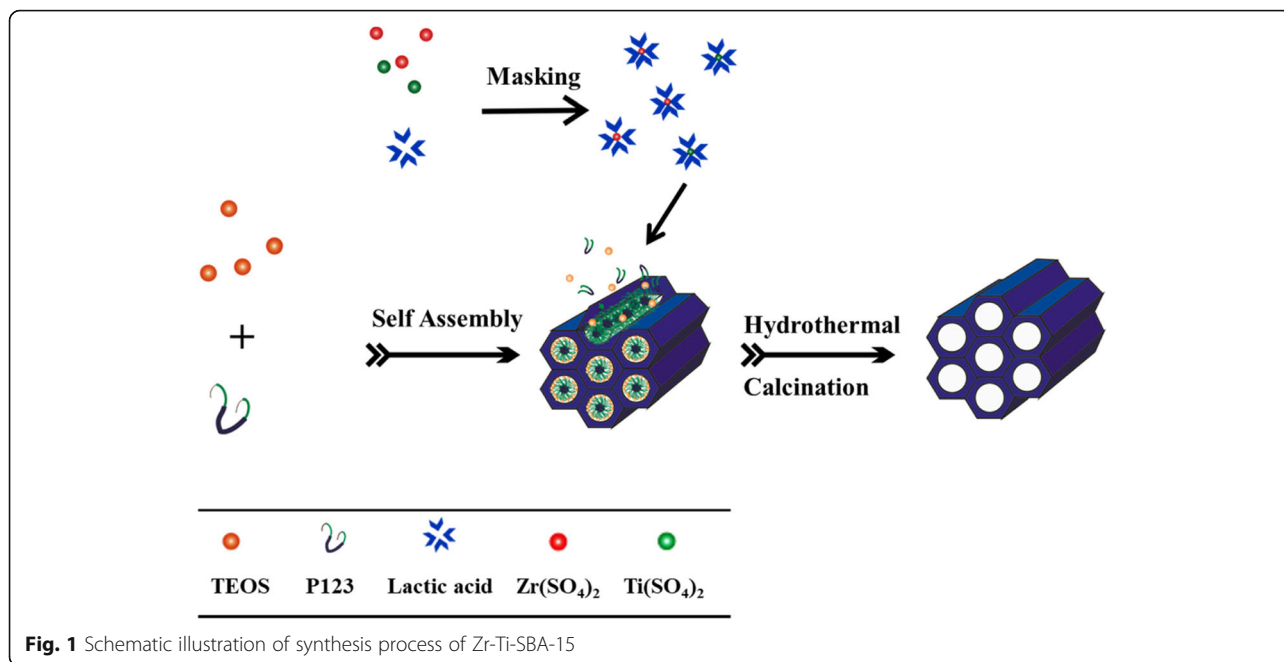 Masking
+
Self Assembly
Hydrothermal
Calcination
TEOS P123 Lactic acid Zr(SO₄)₂ Ti(SO₄)₂
Fig. 1 Schematic illustration of synthesis process of Zr-Ti-SBA-15